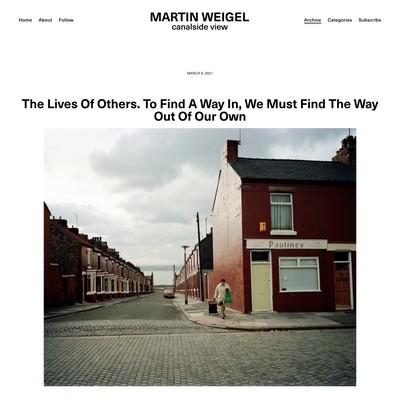 Home About Follow
MARTIN WEIGEL
canalside view
Archive Categories Subscribe
MARCH 8, 2021
The Lives Of Others. To Find A Way In, We Must Find The Way
Out Of Our Own
Paulines